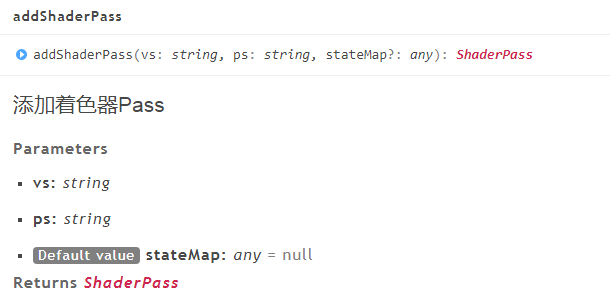 addShaderPass
addShaderPass(vs: string, ps: string, stateMap?: any): ShaderPass
添加着色器Pass
Parameters
vs: string
ps: string
Default value stateMap: any = null
Returns ShaderPass